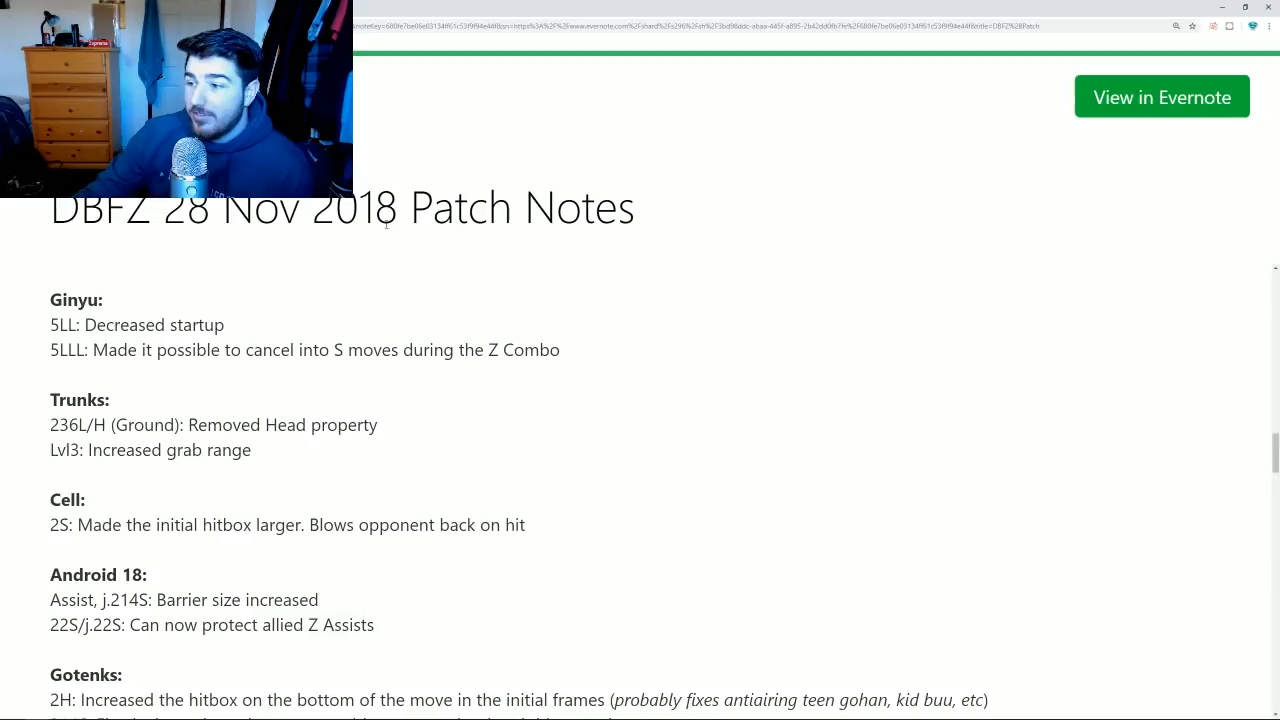 View in Evernote
DBFZ 28 Nov 2018 Patch Notes
Ginyu:
5LL: Decreased startup
5LLL: Made it possible to cancel into S moves during the Z Combo
Trunks:
236L/H (Ground): Removed Head property
Lvl3: Increased grab range
Cell:
2S: Made the initial hitbox larger. Blows opponent back on hit
Android 18:
Assist, j.214S: Barrier size increased
22S/j.22S: Can now protect allied Z Assists
Gotenks:
2H: Increased the hitbox on the bottom of the move in the initial frames (probably fixes antiairing teen gohan, kid buu, etc)